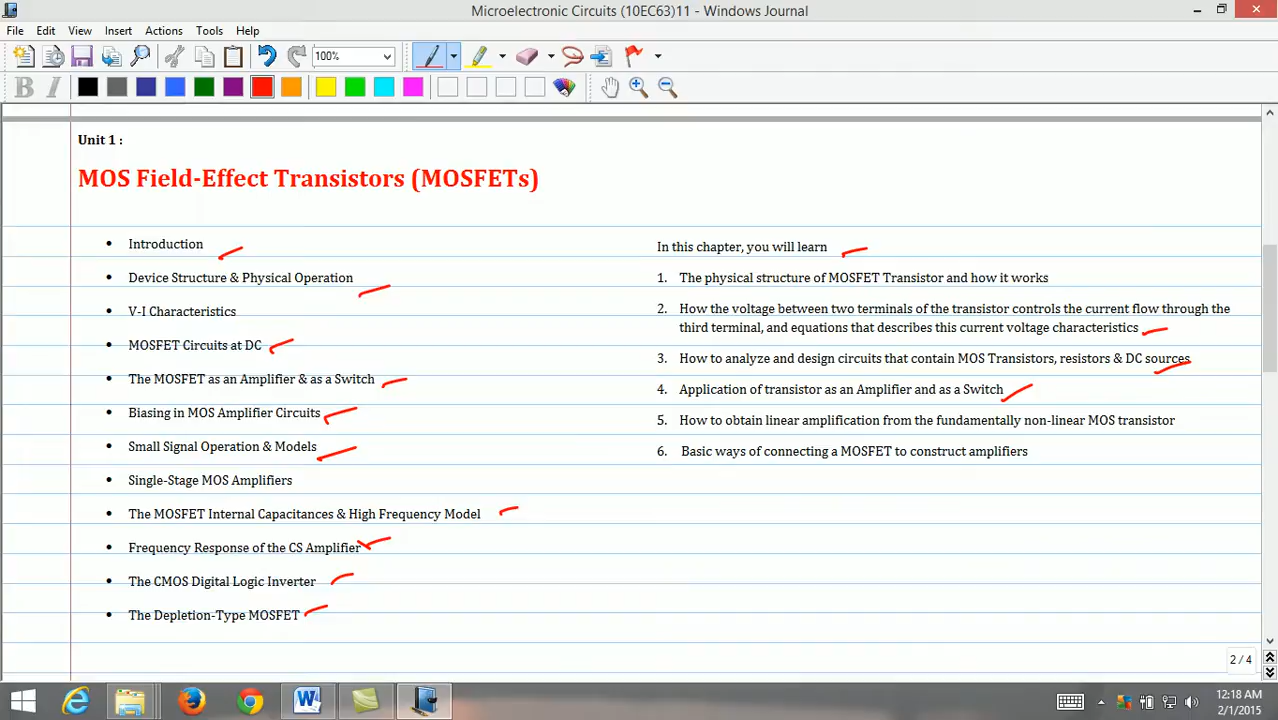 Microelectronic Circuits (10EC63)11 - Windows Journal
File Edit View Insert Actions Tools Help
100%
B I
Unit 1 :
MOS Field-Effect Transistors (MOSFETs)
• Introduction
• Device Structure & Physical Operation
• V-I Characteristics
• MOSFET Circuits at DC
• The MOSFET as an Amplifier & as a Switch
• Biasing in MOS Amplifier Circuits
• Small Signal Operation & Models
• Single-Stage MOS Amplifiers
• The MOSFET Internal Capacitances & High Frequency Model
• Frequency Response of the CS Amplifier
• The CMOS Digital Logic Inverter
• The Depletion-Type MOSFET
In this chapter, you will learn
1. The physical structure of MOSFET Transistor and how it works
2. How the voltage between two terminals of the transistor controls the current flow through the
third terminal, and equations that describes this current voltage characteristics
3. How to analyze and design circuits that contain MOS Transistors, resistors & DC sources
4. Application of transistor as an Amplifier and as a Switch
5. How to obtain linear amplification from the fundamentally non-linear MOS transistor
6. Basic ways of connecting a MOSFET to construct amplifiers
2 / 4
12:18 AM
2/1/2015